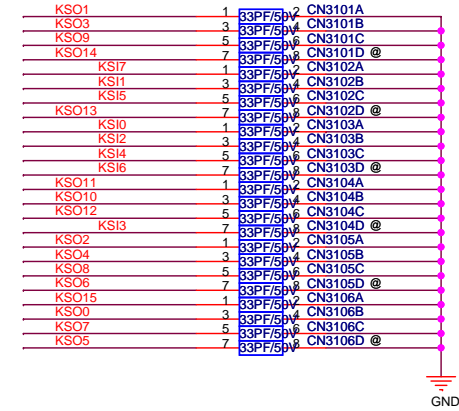 KSO1 1 33PF/50V 2 CN3101A
KSO3 3 33PF/50V 4 CN3101B
KSO9 5 33PF/50V 6 CN3101C
KSO14 7 33PF/50V 8 CN3101D @
KSI7 1 33PF/50V 2 CN3102A
KSI1 3 33PF/50V 4 CN3102B
KSI5 5 33PF/50V 6 CN3102C
KSO13 7 33PF/50V 8 CN3102D @
KSI0 1 33PF/50V 2 CN3103A
KSI2 3 33PF/50V 4 CN3103B
KSI4 5 33PF/50V 6 CN3103C
KSI6 7 33PF/50V 8 CN3103D @
KSO11 1 33PF/50V 2 CN3104A
KSO10 3 33PF/50V 4 CN3104B
KSO12 5 33PF/50V 6 CN3104C
KSI3 7 33PF/50V 8 CN3104D @
KSO2 1 33PF/50V 2 CN3105A
KSO4 3 33PF/50V 4 CN3105B
KSO8 5 33PF/50V 6 CN3105C
KSO6 7 33PF/50V 8 CN3105D @
KSO15 1 33PF/50V 2 CN3106A
KSO0 3 33PF/50V 4 CN3106B
KSO7 5 33PF/50V 6 CN3106C
KSO5 7 33PF/50V 8 CN3106D @
GND